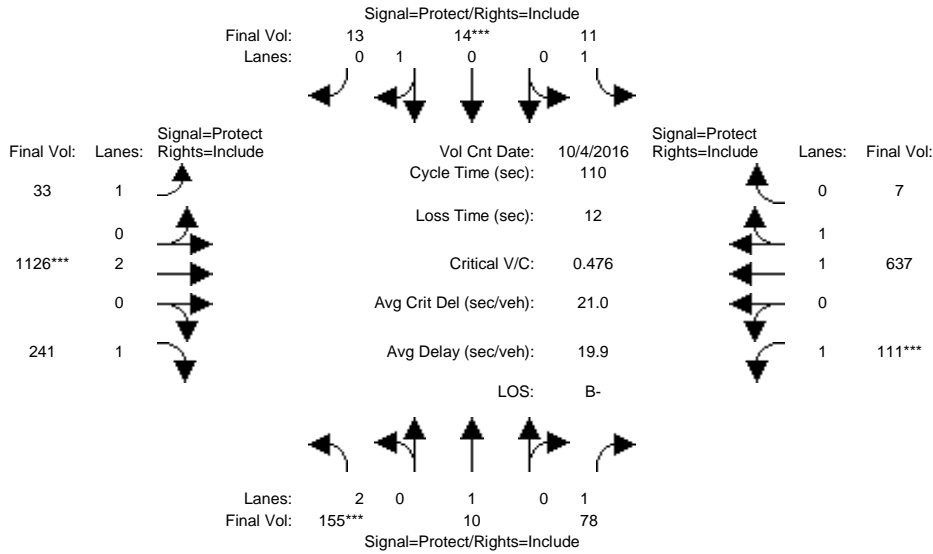 Signal=Protect/Rights=Include
Final Vol: 13 14*** 11
Lanes: 0 1 0 0 1
Signal=Protect
Final Vol: Lanes: Rights=Include
Vol Cnt Date: 10/4/2016
Signal=Protect
Rights=Include Lanes: Final Vol:
Cycle Time (sec): 110
33 1
0 7
Loss Time (sec): 12
0
1
1126*** 2
Critical V/C: 0.476
1 637
0
Avg Crit Del (sec/veh): 21.0
0
241 1
Avg Delay (sec/veh): 19.9
1 111***
LOS: B-
Lanes: 2 0 1 0 1
Final Vol: 155*** 10 78
Signal=Protect/Rights=Include